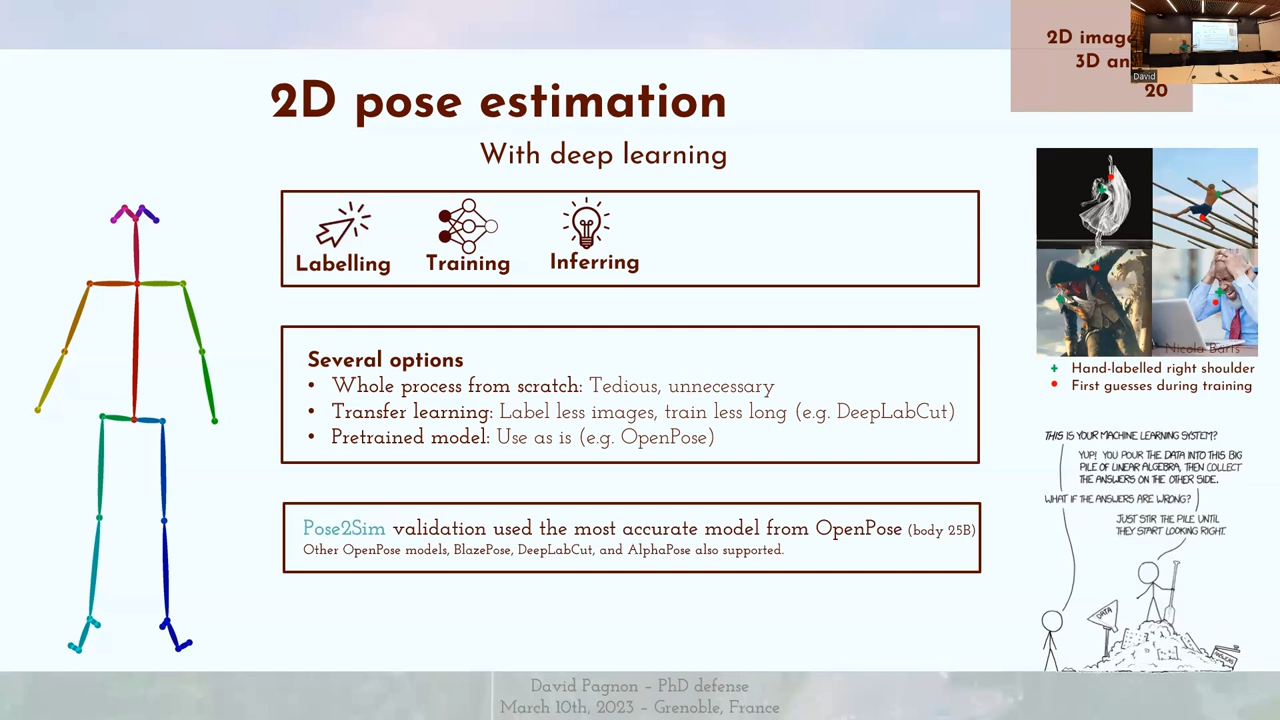 2D pose estimation
With deep learning
2D imag
3D an
David
20
Labelling
Training
Inferring
Several options
• Whole process from scratch: Tedious, unnecessary
• Transfer learning: Label less images, train less long (e.g. DeepLabCut)
• Pretrained model: Use as is (e.g. OpenPose)
Pose2Sim validation used the most accurate model from OpenPose (body 25B)
Other OpenPose models, BlazePose, DeepLabCut, and AlphaPose also supported.
Nicola Barts
+ Hand-labelled right shoulder
• First guesses during training
THIS IS YOUR MACHINE LEARNING SYSTEM?
YUP! YOU POUR THE DATA INTO THIS BIG
PILE OF LINEAR ALGEBRA, THEN COLLECT
THE ANSWERS ON THE OTHER SIDE.
WHAT IF THE ANSWERS ARE WRONG?
JUST STIR THE PILE UNTIL
THEY START LOOKING RIGHT.
DATA
David Pagnon – PhD defense
March 10th, 2023 – Grenoble, France